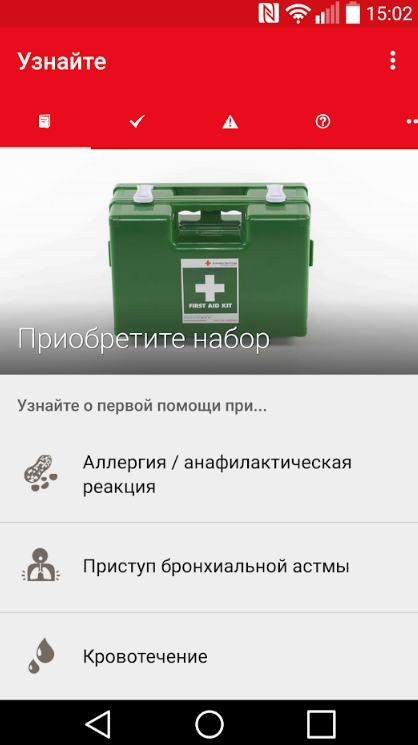 15:02
Узнайте
FIRST AID KIT
Приобретите набор
Узнайте о первой помощи при...
Аллергия / анафилактическая
реакция
Приступ бронхиальной астмы
Кровотечение